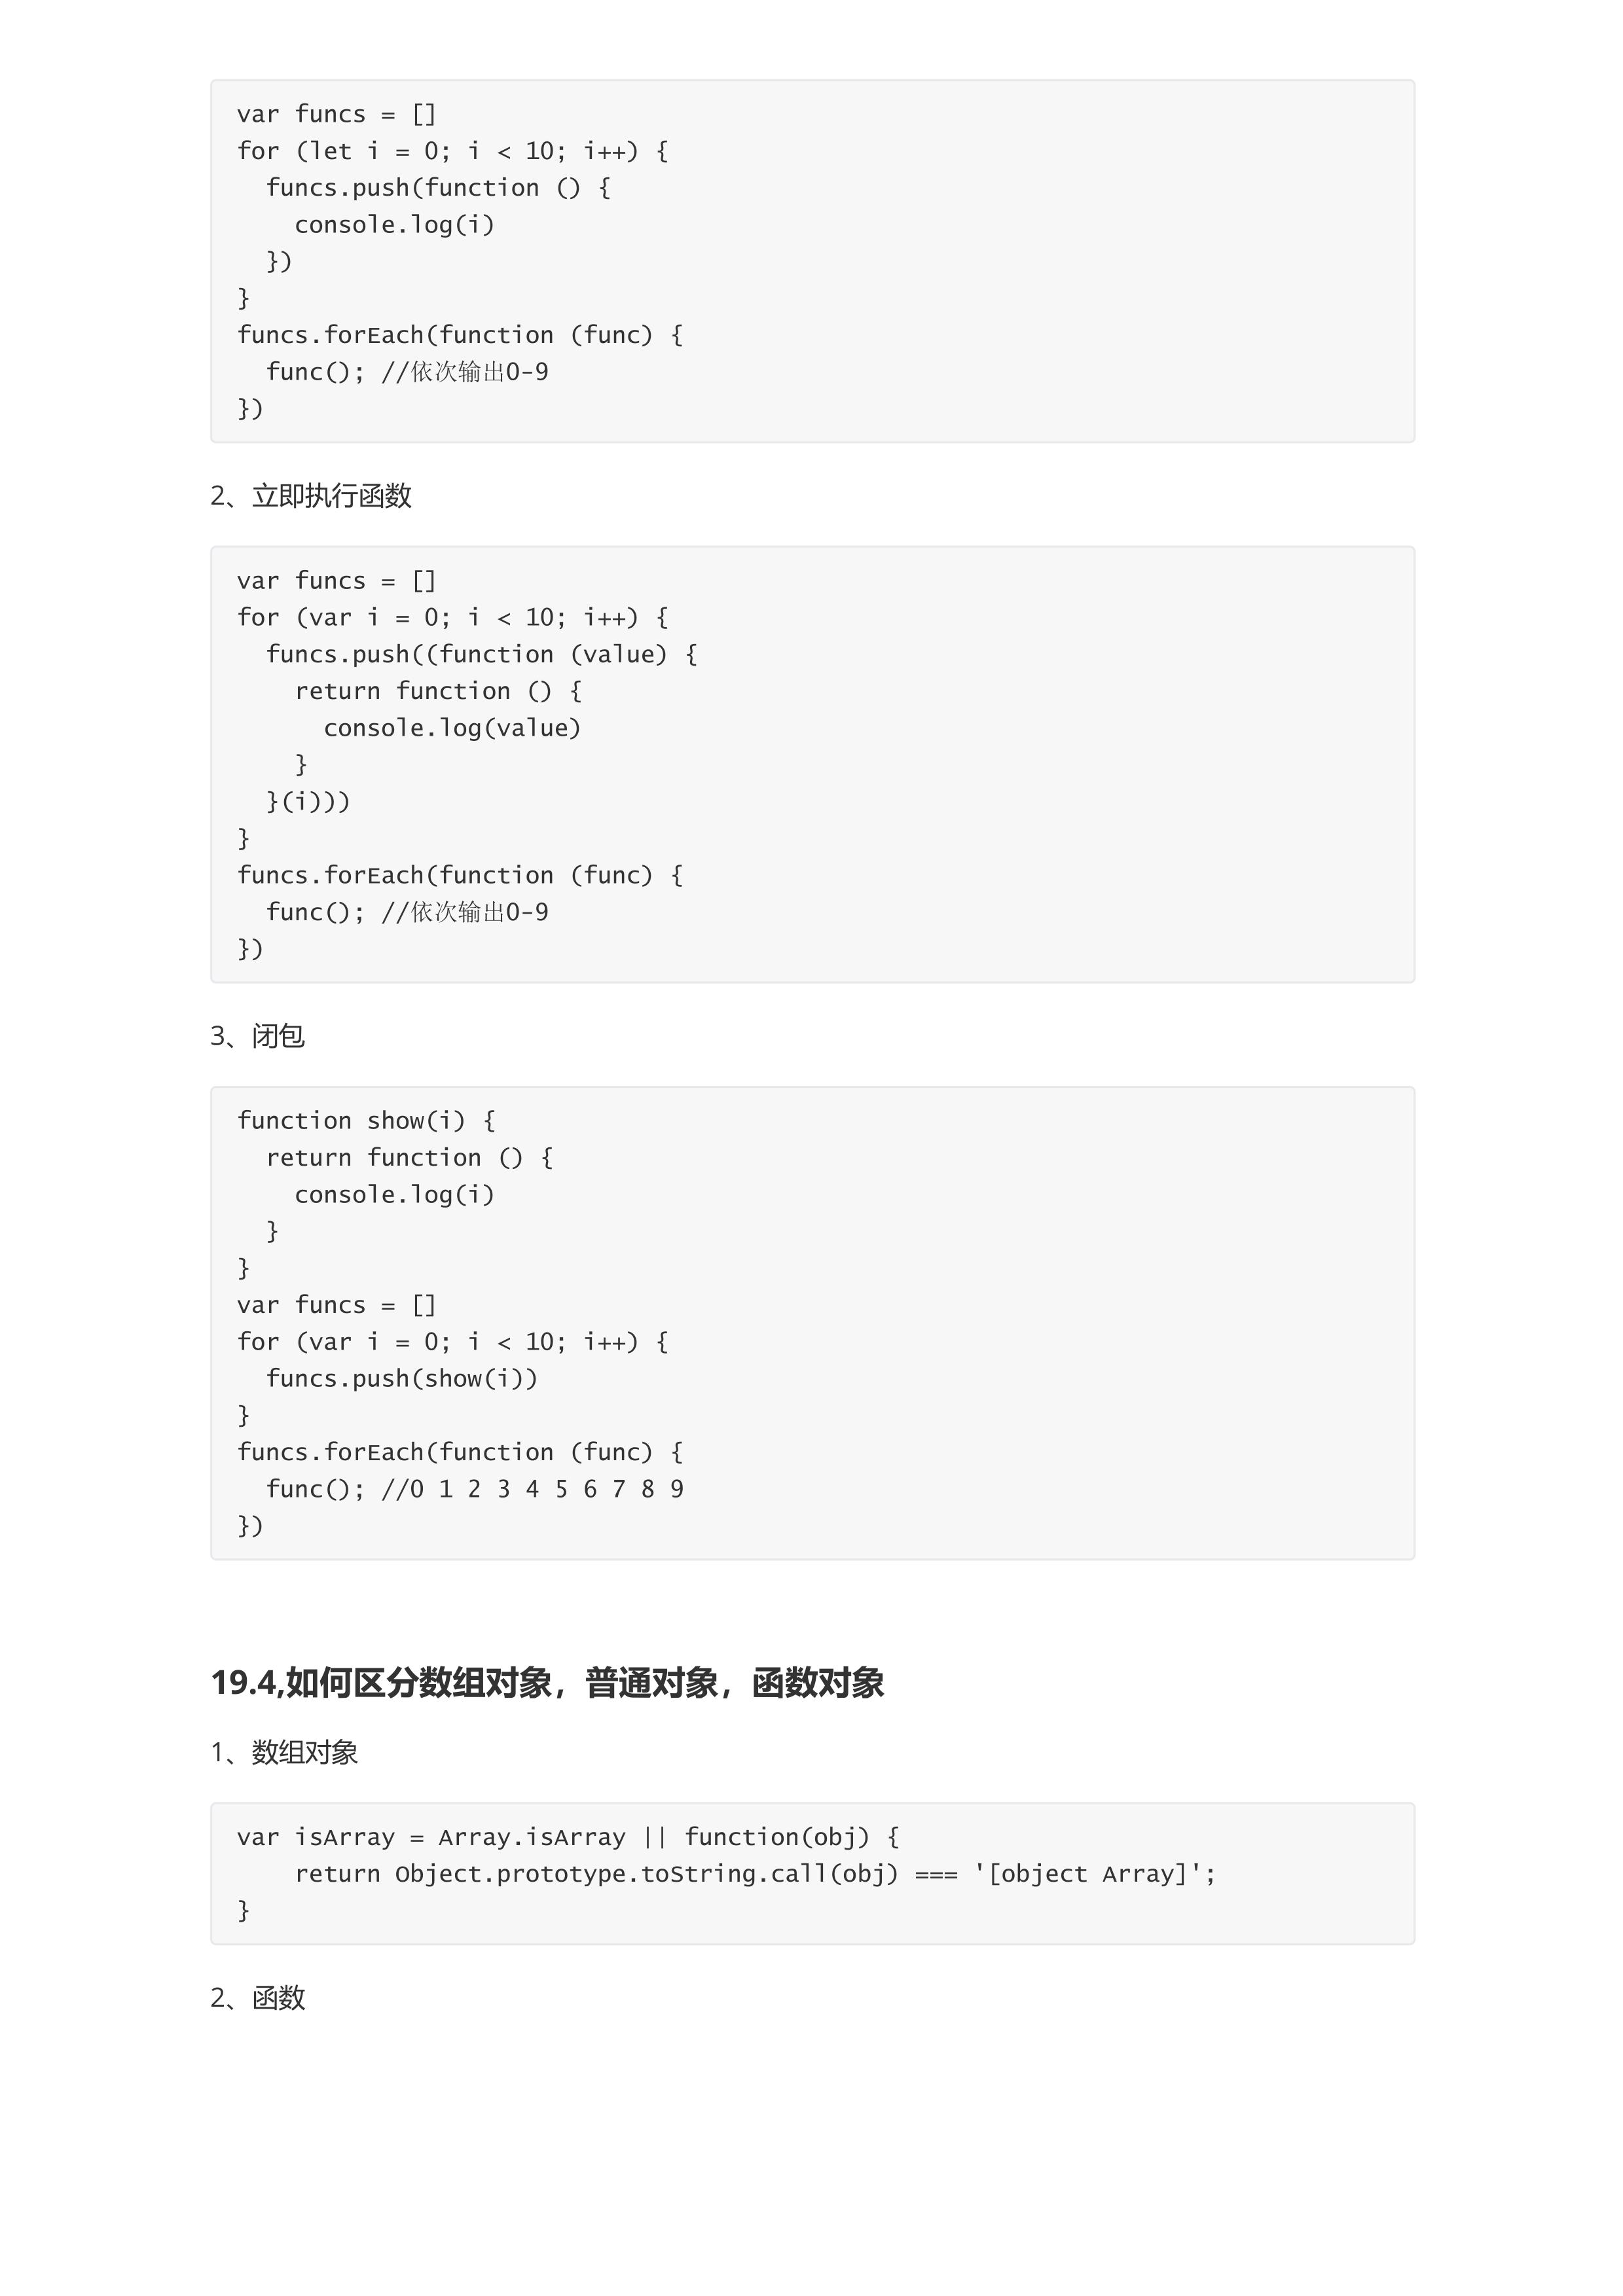 var funcs = []
for (let i = 0; i < 10; i++) {
  funcs.push(function () {
    console.log(i)
  })
}
funcs.forEach(function (func) {
  func(); //依次输出0-9
})
2、立即执行函数
var funcs = []
for (var i = 0; i < 10; i++) {
  funcs.push((function (value) {
    return function () {
      console.log(value)
    }
  }(i)))
}
funcs.forEach(function (func) {
  func(); //依次输出0-9
})
3、闭包
function show(i) {
  return function () {
    console.log(i)
  }
}
var funcs = []
for (var i = 0; i < 10; i++) {
  funcs.push(show(i))
}
funcs.forEach(function (func) {
  func(); //0 1 2 3 4 5 6 7 8 9
})
19.4,如何区分数组对象，普通对象，函数对象
1、数组对象
var isArray = Array.isArray || function(obj) {
    return Object.prototype.toString.call(obj) === '[object Array]';
}
2、函数